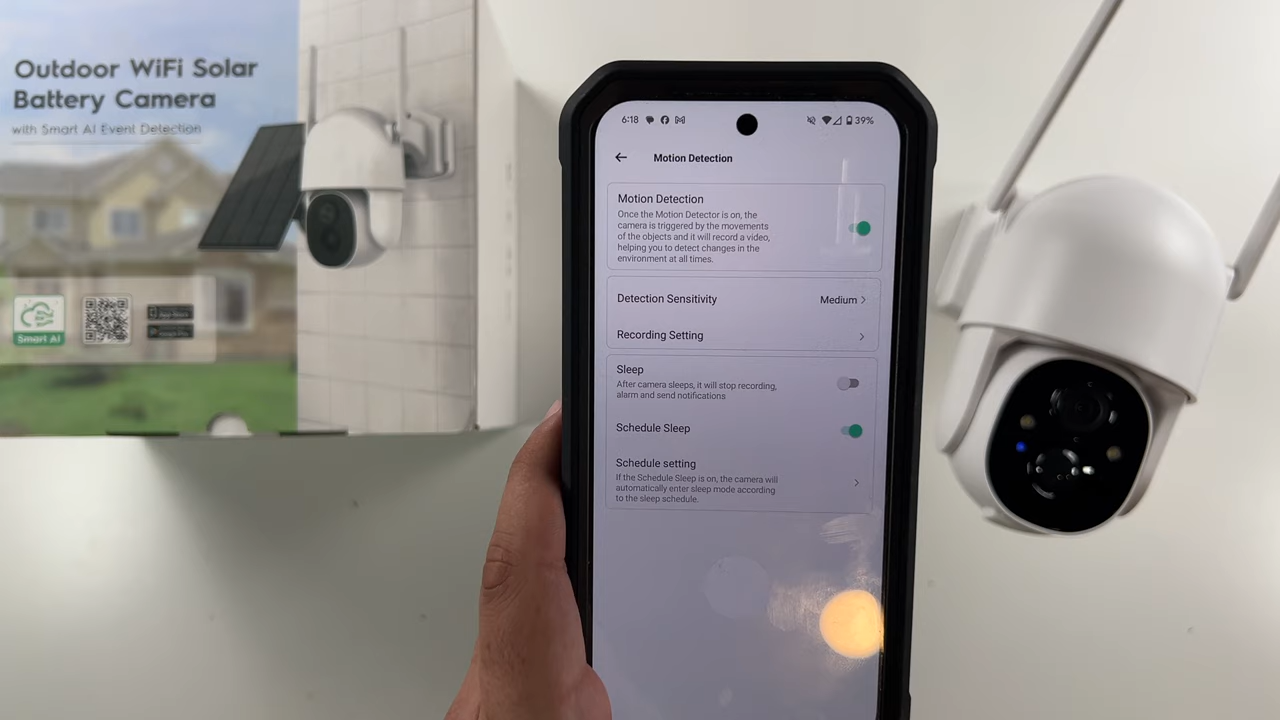 Outdoor WiFi Solar
Battery Camera
with Smart AI Event Detection
Smart AI
6:18
39%
Motion Detection
Motion Detection
Once the Motion Detector is on, the
camera is triggered by the movements
of the objects and it will record a video,
helping you to detect changes in the
environment at all times.
Detection Sensitivity
Medium
Recording Setting
Sleep
After camera sleeps, it will stop recording,
alarm and send notifications
Schedule Sleep
Schedule setting
If the Schedule Sleep is on, the camera will
automatically enter sleep mode according
to the sleep schedule.